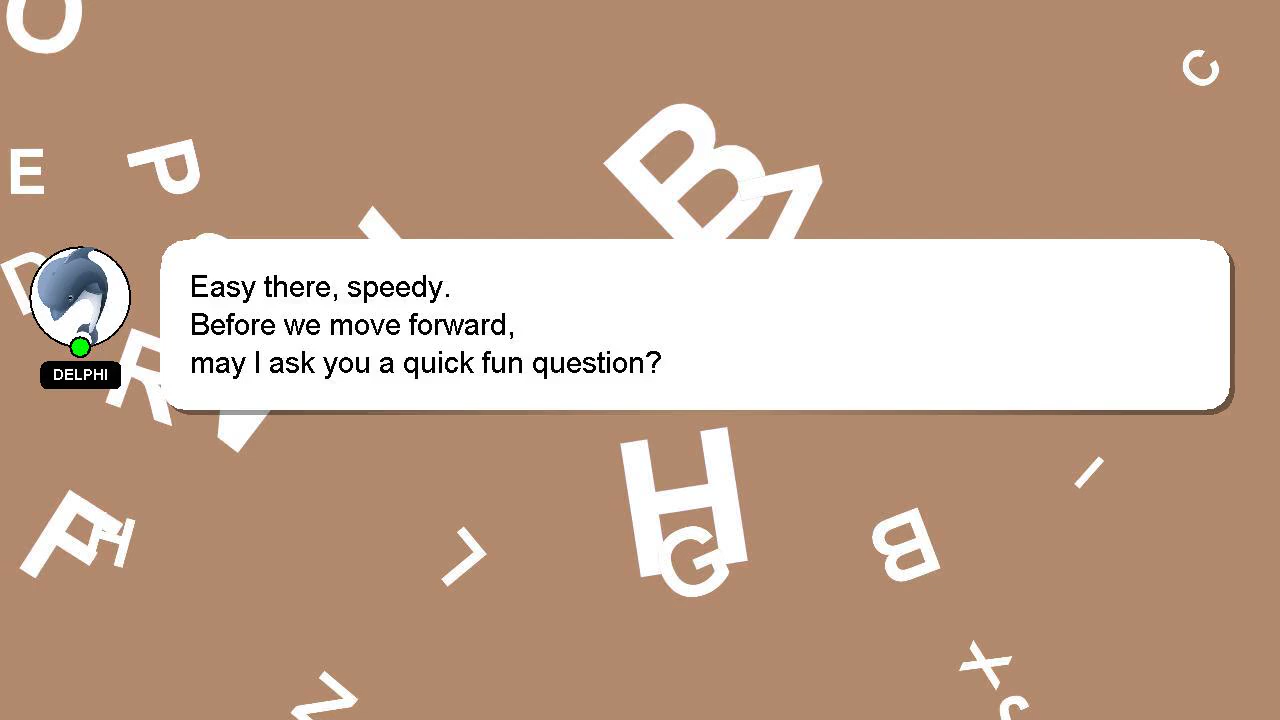 O
C
E
P
B
Z
D
Easy there, speedy.
Before we move forward,
may I ask you a quick fun question?
DELPHI
R
H
I
F
H
L
G
B
Z
X